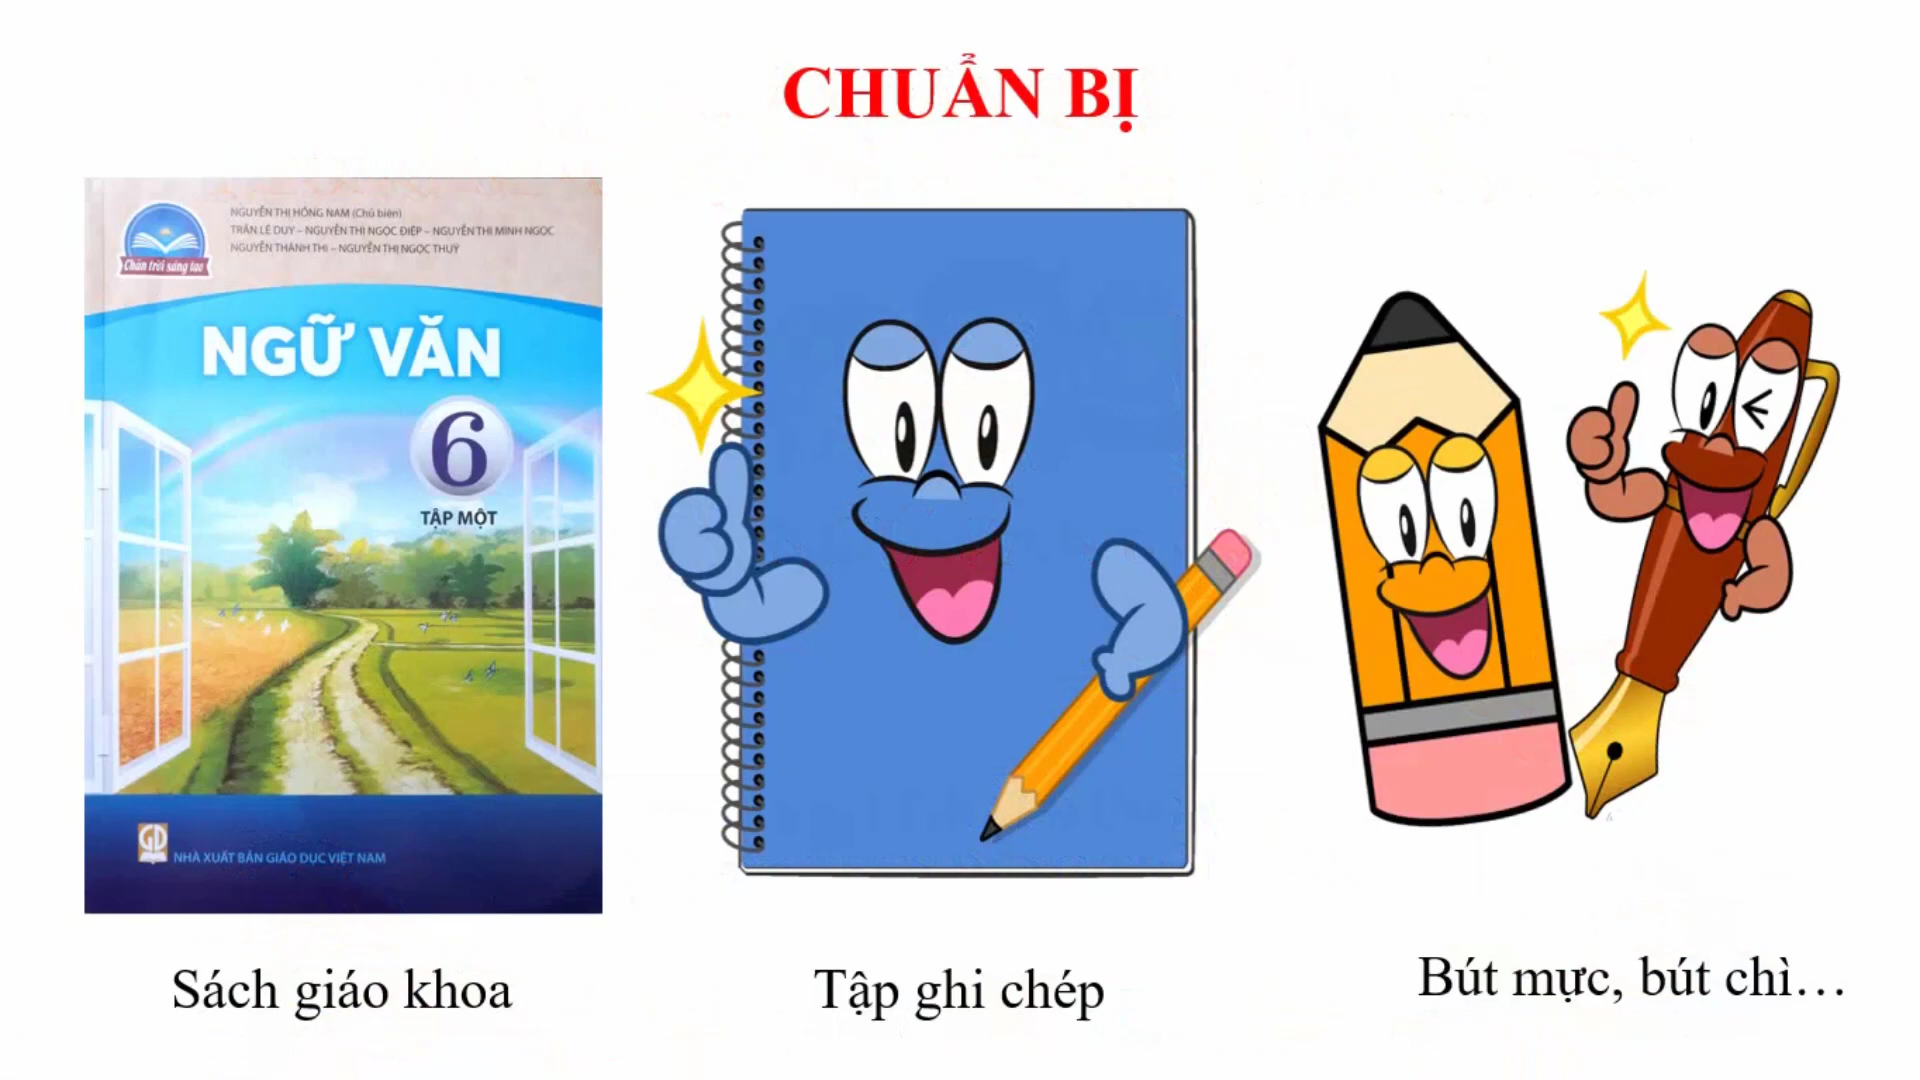 CHUẨN BỊ
NGUYỄN THỊ HỒNG NAM (Chủ biên)
TRẦN LÊ DUY – NGUYỄN THỊ NGỌC ĐIỆP – NGUYỄN THỊ MINH NGỌC
NGUYỄN THÀNH THI – NGUYỄN THỊ NGỌC THUÝ
Chân trời sáng tạo
NGỮ VĂN
6
TẬP MỘT
GD
NHÀ XUẤT BẢN GIÁO DỤC VIỆT NAM
Sách giáo khoa
Tập ghi chép
Bút mực, bút chì…